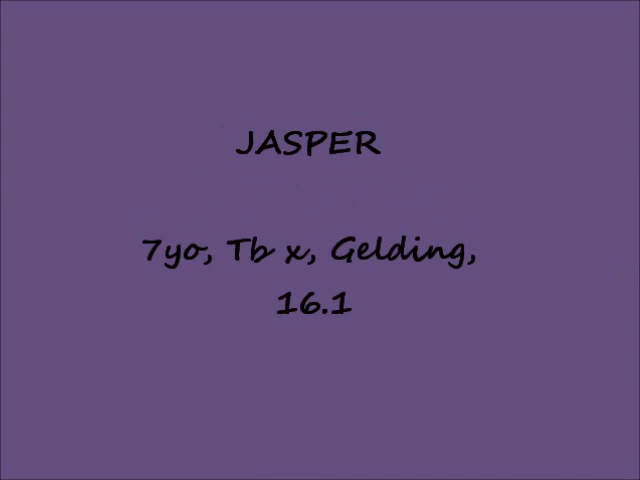 JASPER
7yo, Tb x, Gelding,
16.1